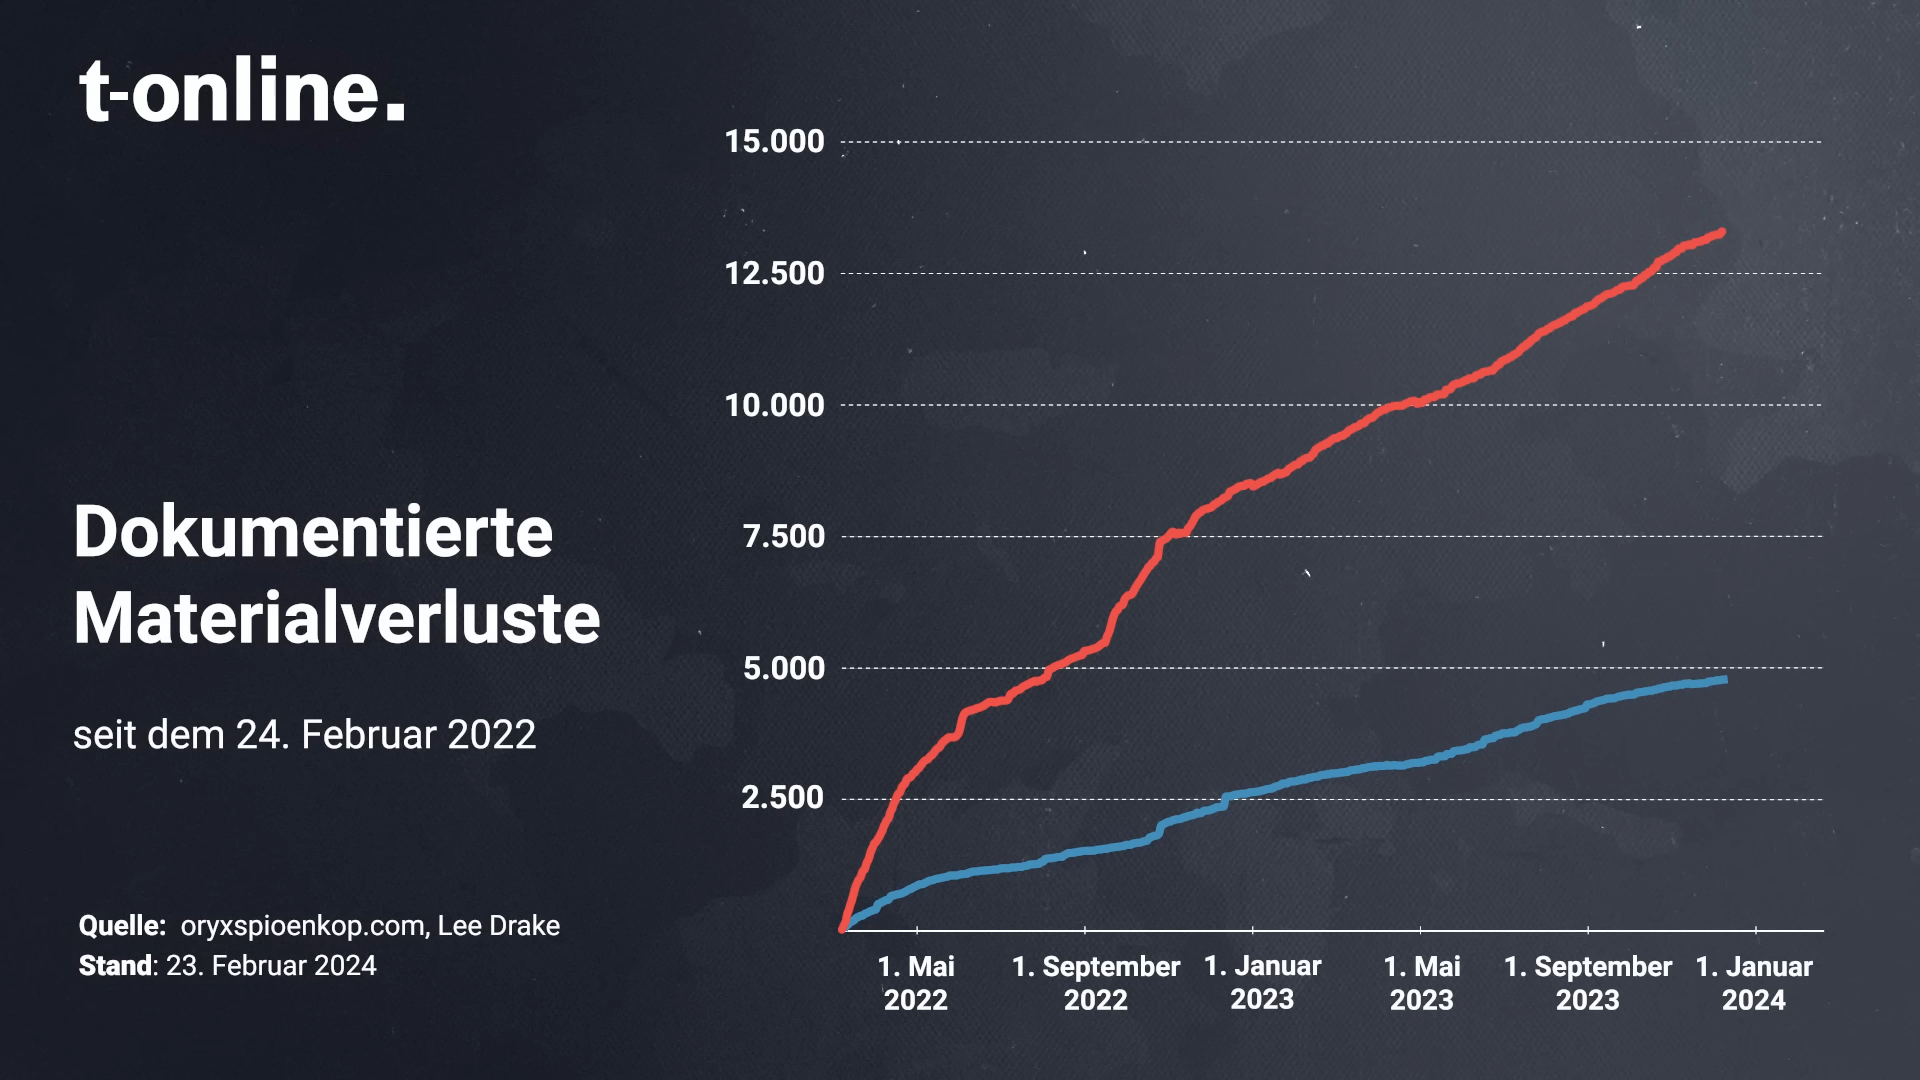 t-online.
Dokumentierte
Materialverluste
seit dem 24. Februar 2022
Quelle: oryxspioenkop.com, Lee Drake
Stand: 23. Februar 2024
15.000
12.500
10.000
7.500
5.000
2.500
1. Mai
2022
1. September
2022
1. Januar
2023
1. Mai
2023
1. September
2023
1. Januar
2024